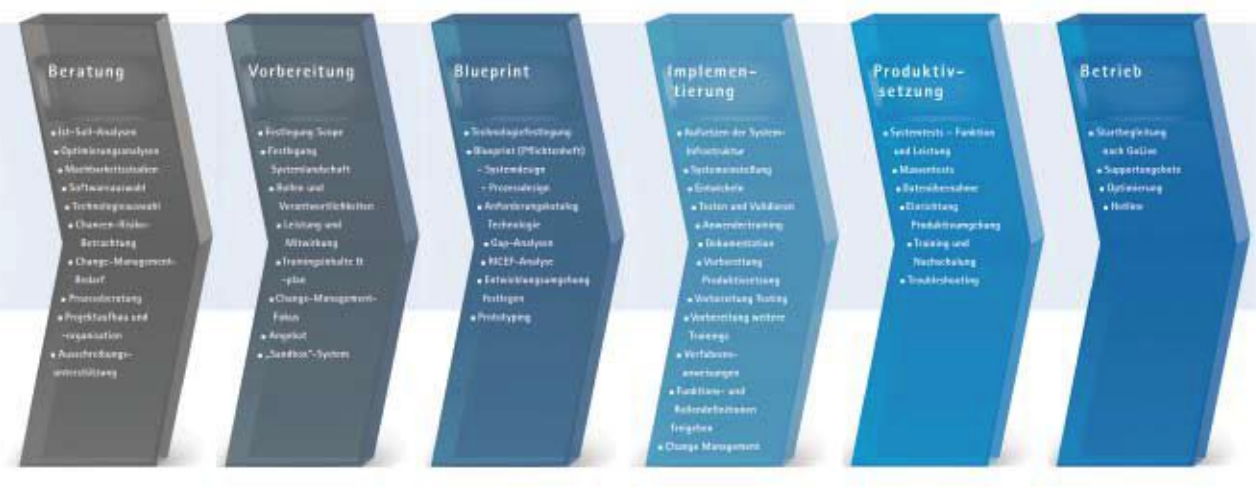 Beratung
• Ist-Soll-Analysen
• Optimierungsanalysen
• Machbarkeitsstudien
• Softwareauswahl
• Technologieauswahl
• Chancen-Risiko-
Betrachtung
• Change-Management-
Bedarf
• Prozessberatung
• Projektaufbau und
-organisation
• Ausschreibungs-
unterstützung
Vorbereitung
• Festlegung Scope
• Festlegung
Systemlandschaft
• Rollen und
Verantwortlichkeiten
• Leistung und
Mitwirkung
• Trainingsinhalte &
-plan
• Change-Management-
Fokus
• Angebot
• „Sandbox"-System
Blueprint
• Technologiefestlegung
• Blueprint (Pflichtenheft)
- Systemdesign
- Prozessdesign
• Anforderungskatalog
Technologie
• Gap-Analysen
• RICEF-Analyse
• Entwicklungsumgebung
festlegen
• Prototyping
Implemen-
tierung
• Aufsetzen der System-
Infrastruktur
• Systemeinstellung
• Entwickeln
• Testen und Validieren
• Anwendertraining
• Dokumentation
• Vorbereitung
Produktivsetzung
• Vorbereitung Testing
• Vorbereitung weitere
Trainings
• Verfahrens-
anweisungen
• Funktions- und
Rollendefinitionen
freigeben
• Change Management
Produktiv-
setzung
• Systemtests – Funktion
und Leistung
• Massentests
• Datenübernahme
• Einrichtung
Produktivumgebung
• Training und
Nachschulung
• Troubleshooting
Betrieb
• Startbegleitung
nach GoLive
• Supportangebote
• Optimierung
• Hotline